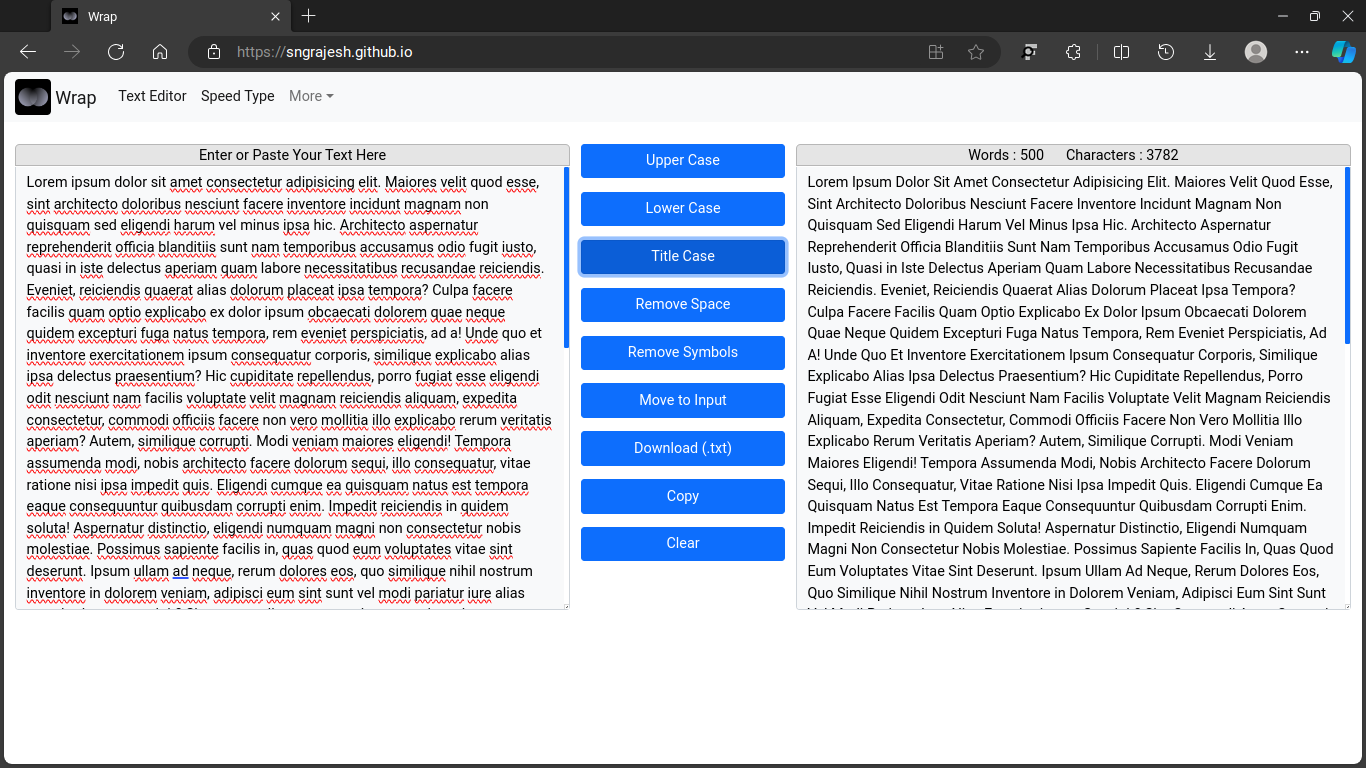 Wrap
https://sngrajesh.github.io
Wrap
Text Editor
Speed Type
More
Enter or Paste Your Text Here
Lorem ipsum dolor sit amet consectetur adipisicing elit. Maiores velit quod esse,
sint architecto doloribus nesciunt facere inventore incidunt magnam non
quisquam sed eligendi harum vel minus ipsa hic. Architecto aspernatur
reprehenderit officia blanditiis sunt nam temporibus accusamus odio fugit iusto,
quasi in iste delectus aperiam quam labore necessitatibus recusandae reiciendis.
Eveniet, reiciendis quaerat alias dolorum placeat ipsa tempora? Culpa facere
facilis quam optio explicabo ex dolor ipsum obcaecati dolorem quae neque
quidem excepturi fuga natus tempora, rem eveniet perspiciatis, ad a! Unde quo et
inventore exercitationem ipsum consequatur corporis, similique explicabo alias
ipsa delectus praesentium? Hic cupiditate repellendus, porro fugiat esse eligendi
odit nesciunt nam facilis voluptate velit magnam reiciendis aliquam, expedita
consectetur, commodi officiis facere non vero mollitia illo explicabo rerum veritatis
aperiam? Autem, similique corrupti. Modi veniam maiores eligendi! Tempora
assumenda modi, nobis architecto facere dolorum sequi, illo consequatur, vitae
ratione nisi ipsa impedit quis. Eligendi cumque ea quisquam natus est tempora
eaque consequuntur quibusdam corrupti enim. Impedit reiciendis in quidem
soluta! Aspernatur distinctio, eligendi numquam magni non consectetur nobis
molestiae. Possimus sapiente facilis in, quas quod eum voluptates vitae sint
deserunt. Ipsum ullam ad neque, rerum dolores eos, quo similique nihil nostrum
inventore in dolorem veniam, adipisci eum sint sunt vel modi pariatur iure alias
Upper Case
Lower Case
Title Case
Remove Space
Remove Symbols
Move to Input
Download (.txt)
Copy
Clear
Words : 500 Characters : 3782
Lorem Ipsum Dolor Sit Amet Consectetur Adipisicing Elit. Maiores Velit Quod Esse,
Sint Architecto Doloribus Nesciunt Facere Inventore Incidunt Magnam Non
Quisquam Sed Eligendi Harum Vel Minus Ipsa Hic. Architecto Aspernatur
Reprehenderit Officia Blanditiis Sunt Nam Temporibus Accusamus Odio Fugit
Iusto, Quasi in Iste Delectus Aperiam Quam Labore Necessitatibus Recusandae
Reiciendis. Eveniet, Reiciendis Quaerat Alias Dolorum Placeat Ipsa Tempora?
Culpa Facere Facilis Quam Optio Explicabo Ex Dolor Ipsum Obcaecati Dolorem
Quae Neque Quidem Excepturi Fuga Natus Tempora, Rem Eveniet Perspiciatis, Ad
A! Unde Quo Et Inventore Exercitationem Ipsum Consequatur Corporis, Similique
Explicabo Alias Ipsa Delectus Praesentium? Hic Cupiditate Repellendus, Porro
Fugiat Esse Eligendi Odit Nesciunt Nam Facilis Voluptate Velit Magnam Reiciendis
Aliquam, Expedita Consectetur, Commodi Officiis Facere Non Vero Mollitia Illo
Explicabo Rerum Veritatis Aperiam? Autem, Similique Corrupti. Modi Veniam
Maiores Eligendi! Tempora Assumenda Modi, Nobis Architecto Facere Dolorum
Sequi, Illo Consequatur, Vitae Ratione Nisi Ipsa Impedit Quis. Eligendi Cumque Ea
Quisquam Natus Est Tempora Eaque Consequuntur Quibusdam Corrupti Enim.
Impedit Reiciendis in Quidem Soluta! Aspernatur Distinctio, Eligendi Numquam
Magni Non Consectetur Nobis Molestiae. Possimus Sapiente Facilis In, Quas Quod
Eum Voluptates Vitae Sint Deserunt. Ipsum Ullam Ad Neque, Rerum Dolores Eos,
Quo Similique Nihil Nostrum Inventore in Dolorem Veniam, Adipisci Eum Sint Sunt